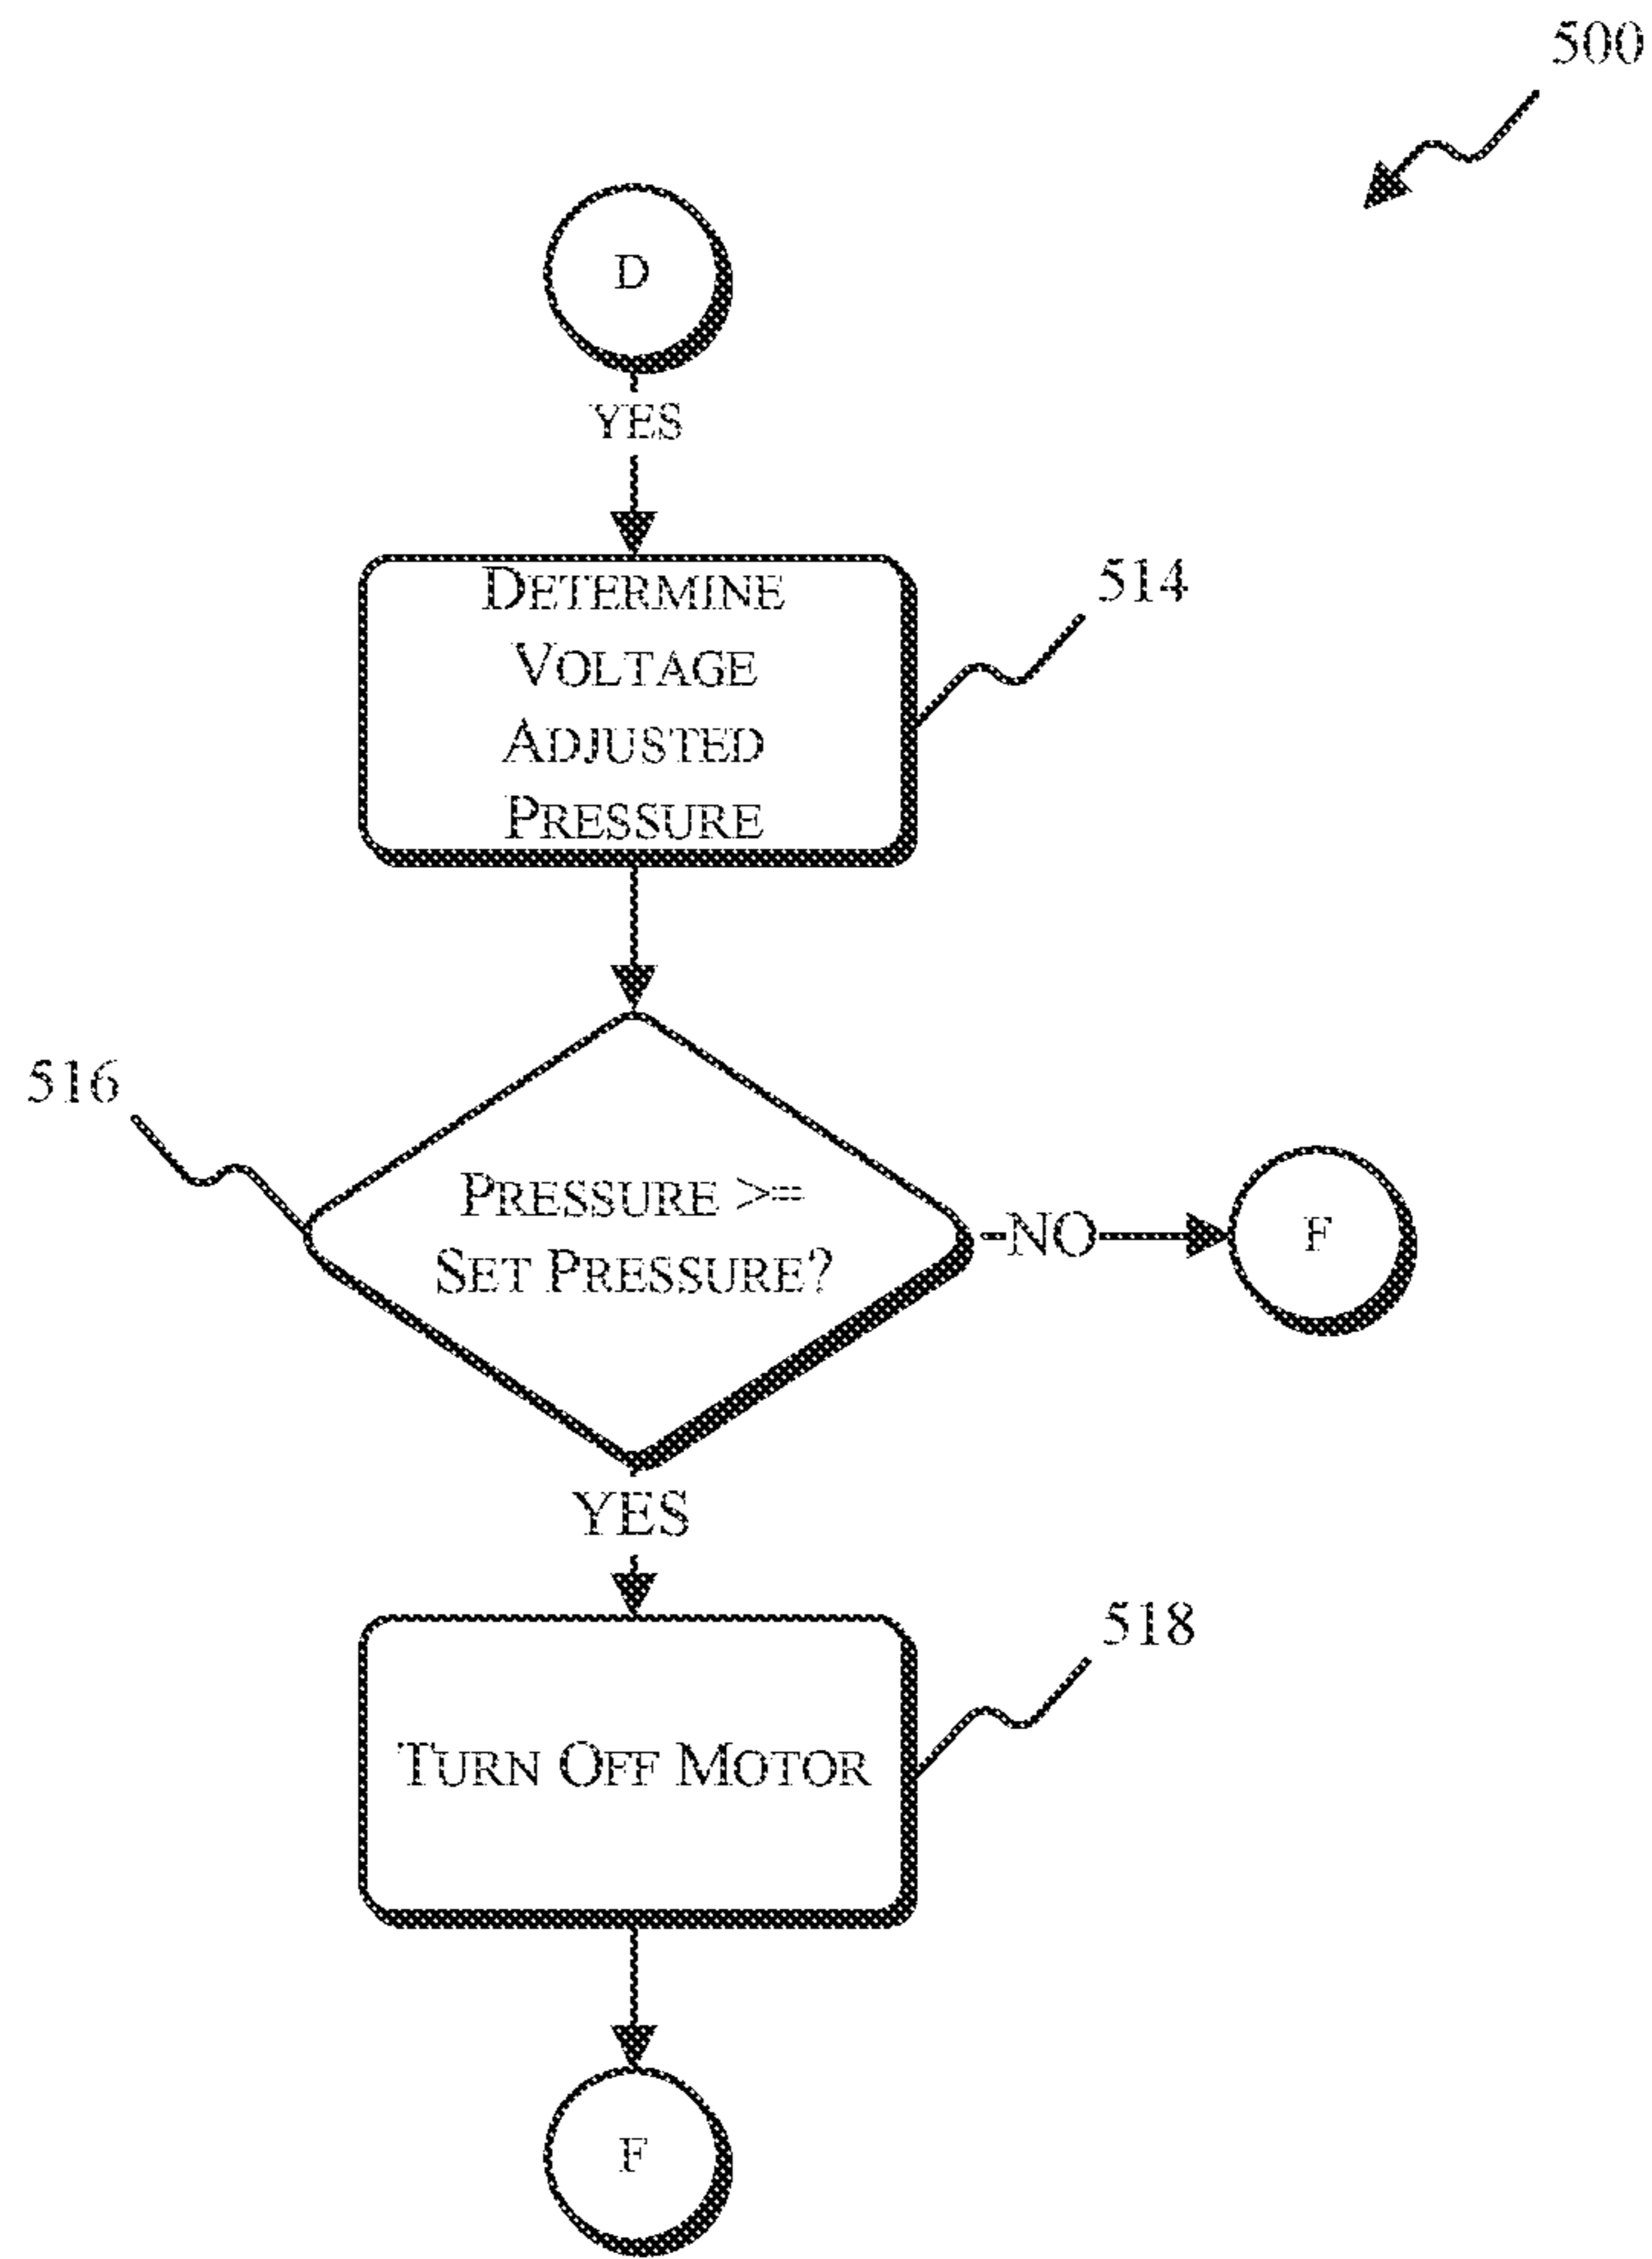 500
D
YES
DETERMINE
VOLTAGE
ADJUSTED
PRESSURE
514
516
PRESSURE >=
SET PRESSURE?
NO
F
YES
518
TURN OFF MOTOR
F